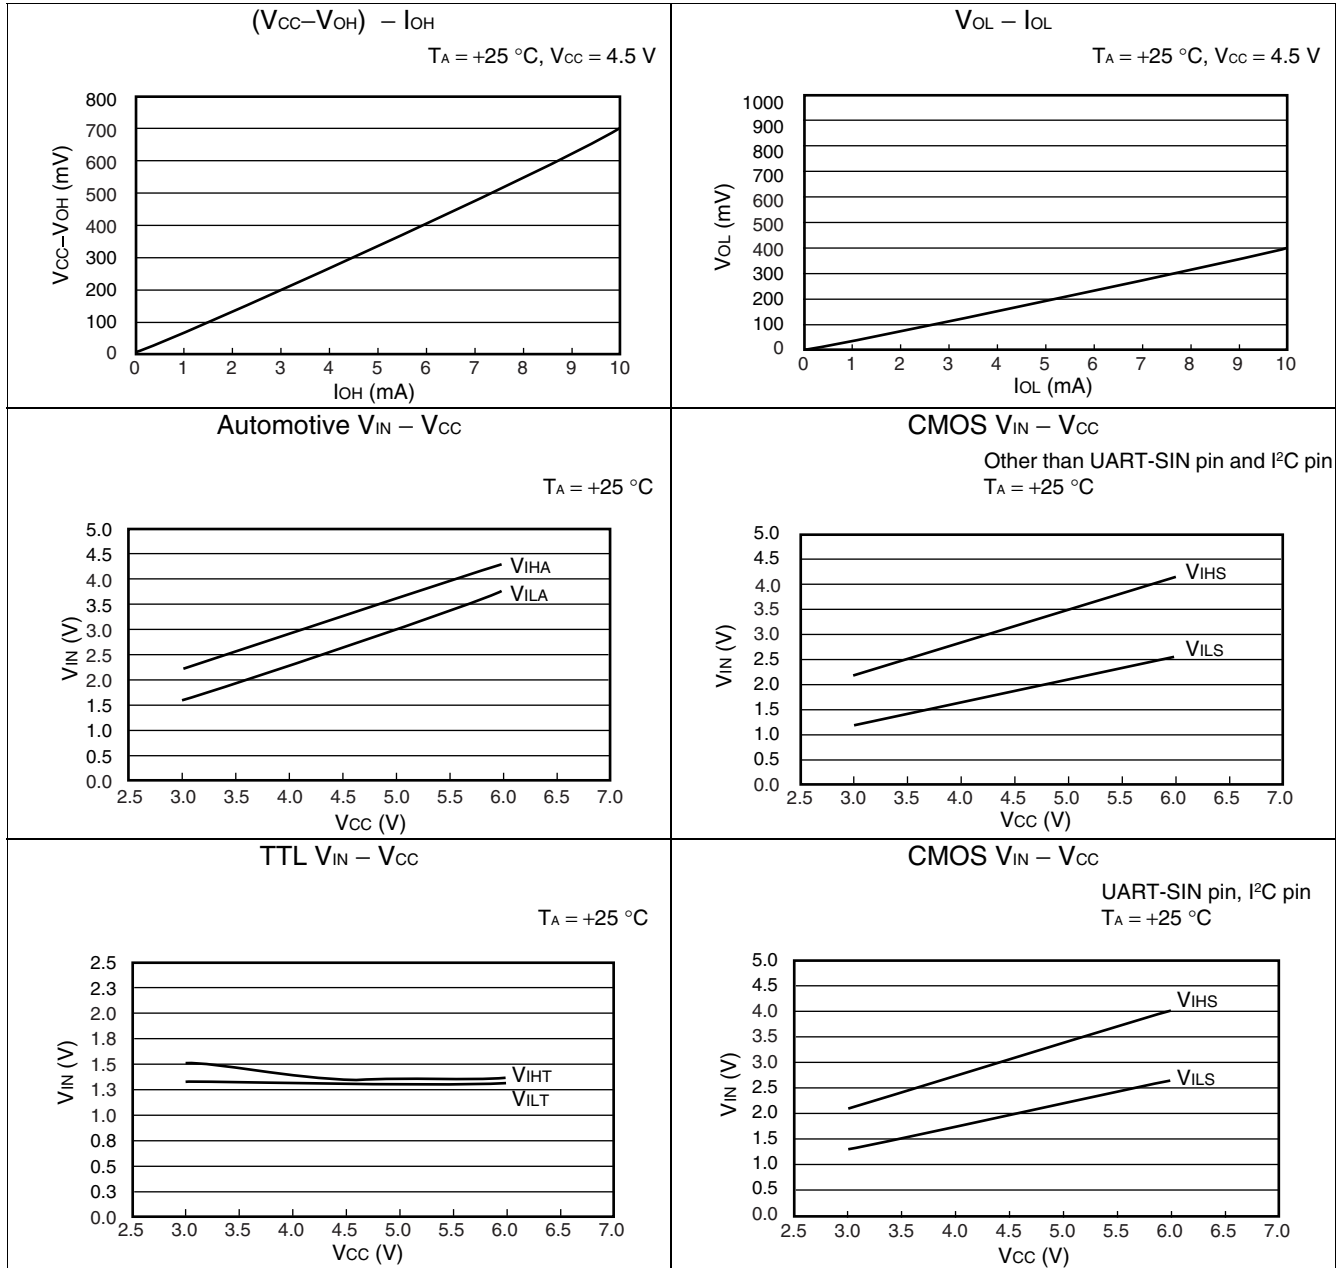 (VCC–VOH) – IOH
TA = +25 °C, VCC = 4.5 V
800
700
600
500
400
300
200
100
0
VCC–VOH (mV)
0 1 2 3 4 5 6 7 8 9 10
IOH (mA)
VOL – IOL
TA = +25 °C, VCC = 4.5 V
1000
900
800
700
600
500
400
300
200
100
0
VOL (mV)
0 1 2 3 4 5 6 7 8 9 10
IOL (mA)
Automotive VIN – VCC
TA = +25 °C
5.0
4.5
4.0
3.5
3.0
2.5
2.0
1.5
1.0
0.5
0.0
VIN (V)
VIHA
VILA
2.5 3.0 3.5 4.0 4.5 5.0 5.5 6.0 6.5 7.0
VCC (V)
CMOS VIN – VCC
Other than UART-SIN pin and I²C pin
TA = +25 °C
5.0
4.5
4.0
3.5
3.0
2.5
2.0
1.5
1.0
0.5
0.0
VIN (V)
VIHS
VILS
2.5 3.0 3.5 4.0 4.5 5.0 5.5 6.0 6.5 7.0
VCC (V)
TTL VIN – VCC
TA = +25 °C
2.5
2.3
2.0
1.8
1.5
1.3
1.0
0.8
0.5
0.3
0.0
VIN (V)
VIHT
VILT
2.5 3.0 3.5 4.0 4.5 5.0 5.5 6.0 6.5 7.0
VCC (V)
CMOS VIN – VCC
UART-SIN pin, I²C pin
TA = +25 °C
5.0
4.5
4.0
3.5
3.0
2.5
2.0
1.5
1.0
0.5
0.0
VIN (V)
VIHS
VILS
2.5 3.0 3.5 4.0 4.5 5.0 5.5 6.0 6.5 7.0
VCC (V)